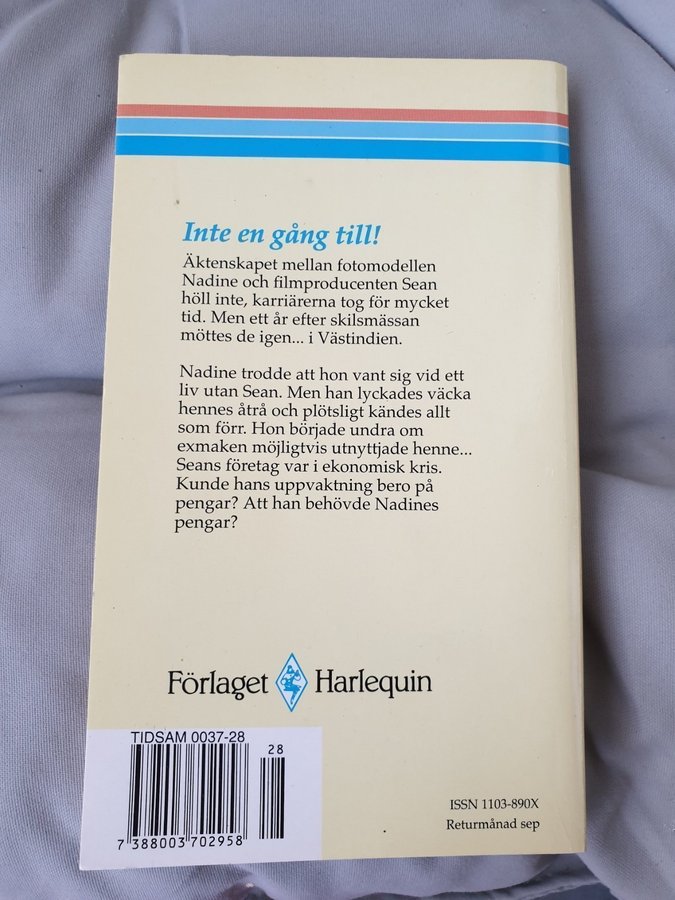 Inte en gång till!
Äktenskapet mellan fotomodellen
Nadine och filmproducenten Sean
höll inte, karriärerna tog för mycket
tid. Men ett år efter skilsmässan
möttes de igen... i Västindien.
Nadine trodde att hon vant sig vid ett
liv utan Sean. Men han lyckades väcka
hennes åtrå och plötsligt kändes allt
som förr. Hon började undra om
exmaken möjligtvis utnyttjade henne...
Seans företag var i ekonomisk kris.
Kunde hans uppvaktning bero på
pengar? Att han behövde Nadines
pengar?
Förlaget Harlequin
TIDSAM 0037-28
28
7 388003 702958
ISSN 1103-890X
Returmånad sep